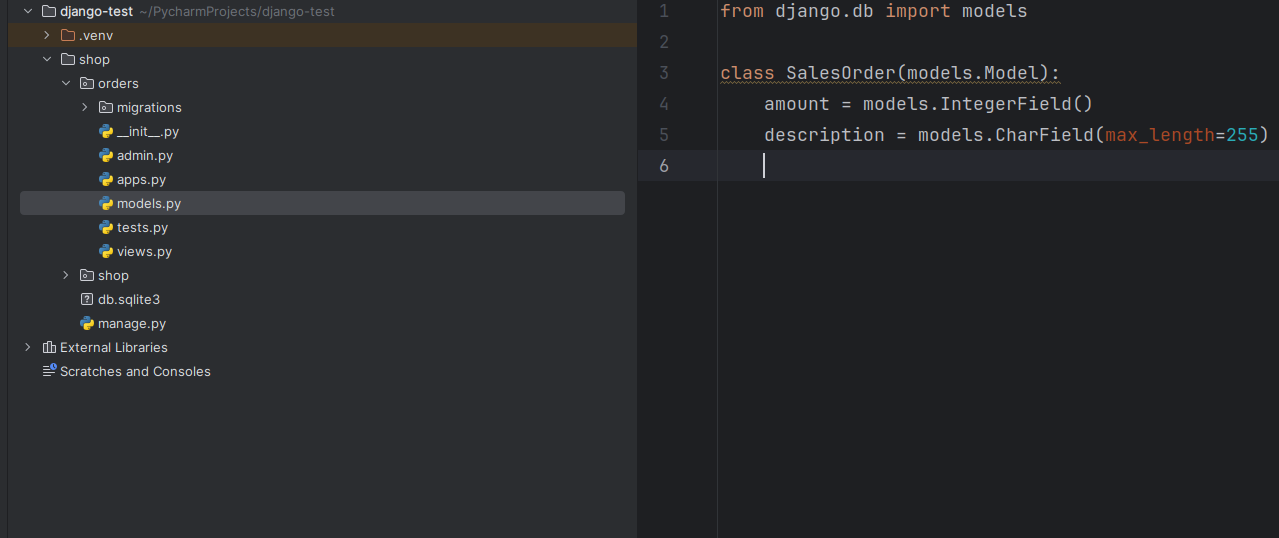 django-test ~/PycharmProjects/django-test
.venv
shop
orders
migrations
__init__.py
admin.py
apps.py
models.py
tests.py
views.py
shop
db.sqlite3
manage.py
External Libraries
Scratches and Consoles
1 from django.db import models
2
3 class SalesOrder(models.Model):
4     amount = models.IntegerField()
5     description = models.CharField(max_length=255)
6